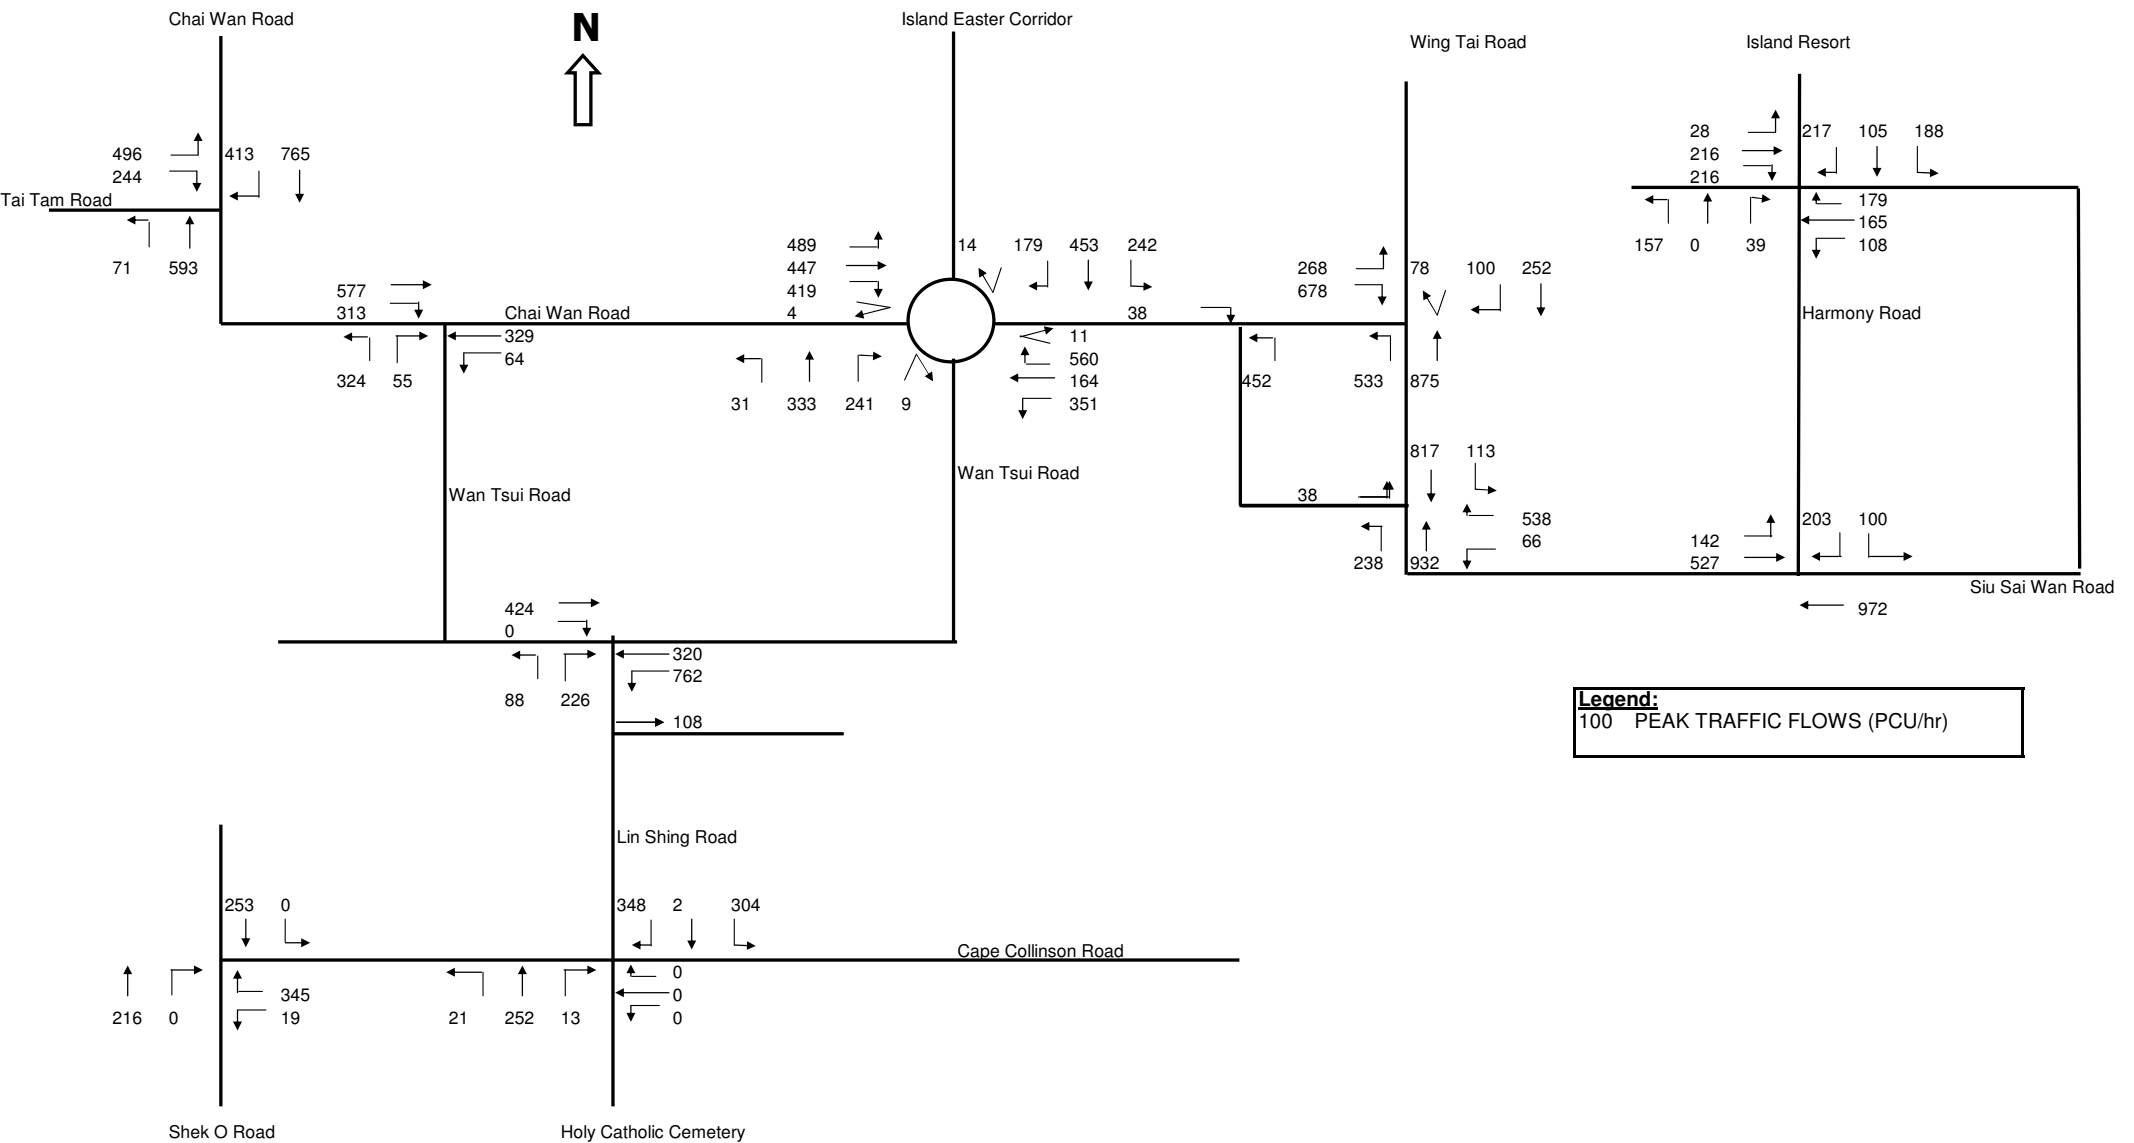 Chai Wan Road
N
Island Easter Corridor
Wing Tai Road
Island Resort
496
244
413 765
Tai Tam Road
71 593
28
216
216
217 105 188
179
165
108
157 0 39
489
447
419
4
14 179 453 242
268
678
78 100 252
577
313
Chai Wan Road
38
Harmony Road
329
64
324 55
11
560
164
351
31 333 241 9
452
533 875
817 113
Wan Tsui Road
Wan Tsui Road
38
538
66
238 932
142
527
203 100
Siu Sai Wan Road
972
424
0
320
762
88 226
108
Legend:
100 PEAK TRAFFIC FLOWS (PCU/hr)
Lin Shing Road
253 0
348 2 304
Cape Collinson Road
0
0
0
345
19
216 0
21 252 13
Shek O Road
Holy Catholic Cemetery